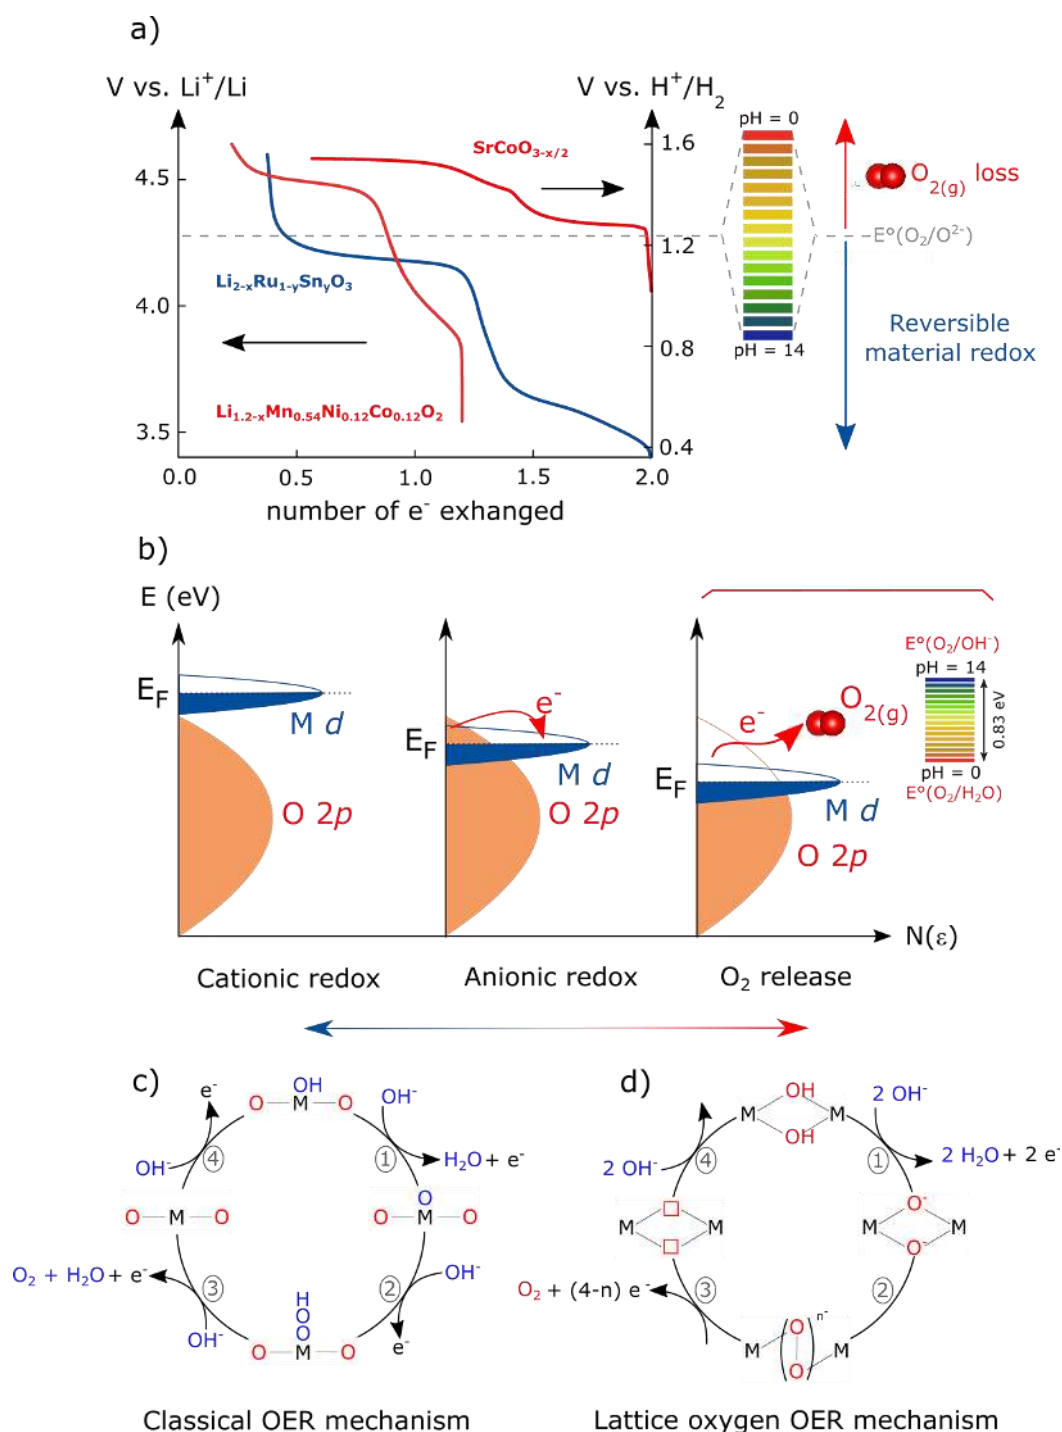 a)
V vs. Li⁺/Li
V vs. H⁺/H₂
4.5
4.0
3.5
1.6
1.2
0.8
0.4
0.0 0.5 1.0 1.5 2.0
number of e⁻ exhanged
SrCoO₃₋ₓ/₂
Li₂₋ₓRu₁₋ySnyO₃
Li₁.₂₋ₓMn₀.₅₄Ni₀.₁₂Co₀.₁₂O₂
pH = 0
pH = 14
O₂₍g₎ loss
E°(O₂/O²⁻)
Reversible
material redox
b)
E (eV)
E_F
M d
O 2p
Cationic redox
e⁻
E_F
M d
O 2p
Anionic redox
e⁻
O₂₍g₎
E_F
M d
O 2p
O₂ release
E°(O₂/OH⁻)
pH = 14
0.83 eV
pH = 0
E°(O₂/H₂O)
N(ε)
c)
OH
O M O
OH⁻
1
H₂O + e⁻
O
O M O
OH⁻
2
e⁻
H
O
O
O M O
OH⁻
3
O₂ + H₂O + e⁻
O M O
OH⁻
4
e⁻
Classical OER mechanism
d)
OH
M M
OH
2 OH⁻
1
2 H₂O + 2 e⁻
O⁻
M M
O⁻
2
n⁻
O
M M
O
3
O₂ + (4-n) e⁻
M M
2 OH⁻
4
Lattice oxygen OER mechanism